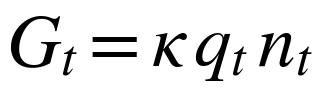 G_t = κ q_t n_t